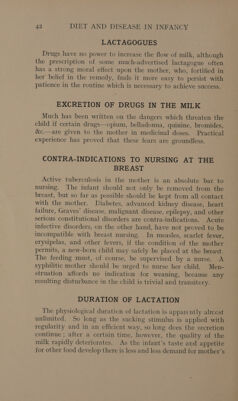 42 DIET AND DISEASE IN INFANCY
LACTAGOGUES
Drugs have no power to increase the flow of milk, although
the prescription of some much-advertised lactagogue often
has a strong moral effect upon the mother, who, fortified in
her belief in the remedy, finds it more easy to persist with
patience in the routine which is necessary to achieve success.
EXCRETION OF DRUGS IN THE MILK
Much has been written on the dangers which threaten the
child if certain drugs—opium, belladonna, quinine, bromides,
&c.—are given to the mother in medicinal doses. Practical
experience has proved that these fears are groundless.
CONTRA-INDICATIONS TO NURSING AT THE
BREAST
Active tuberculosis in the mother is an absolute bar to
nursing. The infant should not only be removed from the
breast, but so far as possible should be kept from all contact
with the mother. Diabetes, advanced kidney disease, heart
failure, Graves' disease, malignant disease, epilepsy, and other
serious constitutional disorders are contra-indications. Acute
infective disorders, on the other hand, have not proved to be
incompatible with breast nursing. In measles, scarlet fever,
erysipelas, and other fevers, if the condition of the mother
permits, a new-born child may safely be placed at the breast.
The feeding must, of course, be supervised by a nurse. A
syphilitic mother should be urged to nurse her child. Men-
struation affords no indication for weaning, because any
resulting disturbance in the child is trivial and transitory.
DURATION OF LACTATION
The physiological duration of lactation is apparently almost
unlimited. So long as the sucking stimulus is applied with
regularity and in an efficient way, so long does the secretion
continue; after a certain time, however, the quality of the
milk rapidly deteriorates. As the infant's taste and appetite
for other food develop there is less and less demand for mother's